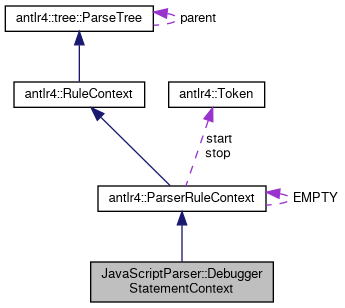 antlr4::tree::ParseTree
parent
antlr4::RuleContext
antlr4::Token
start
stop
antlr4::ParserRuleContext
EMPTY
JavaScriptParser::Debugger
StatementContext